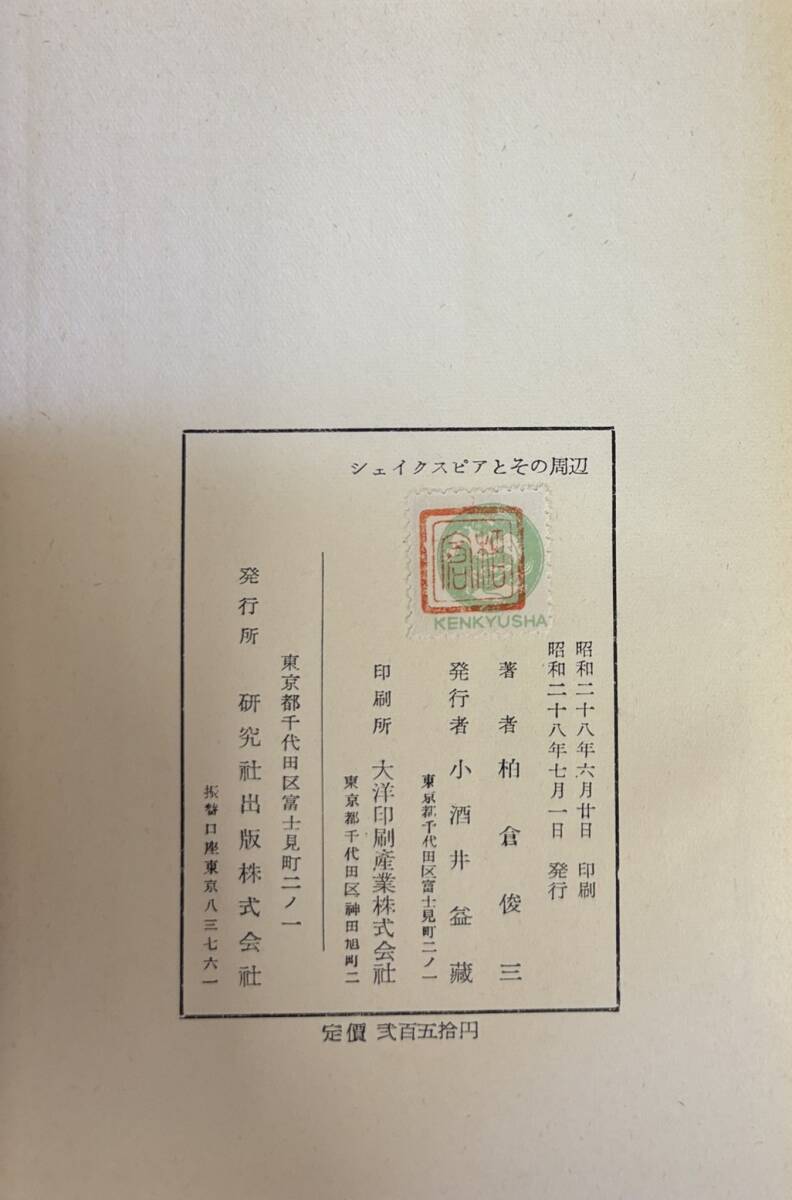 シェイクスピアとその周辺
KENKYUSHA
昭和二十八年六月廿日 印刷
昭和二十八年七月一日 発行
著者 柏倉俊三
発行者 小酒井益藏
東京都千代田区富士見町二ノ一
印刷所 大洋印刷産業株式会社
東京都千代田区神田旭町二
東京都千代田区富士見町二ノ一
発行所 研究社出版株式会社
振替口座東京八三七六一
定價 弐百五拾円